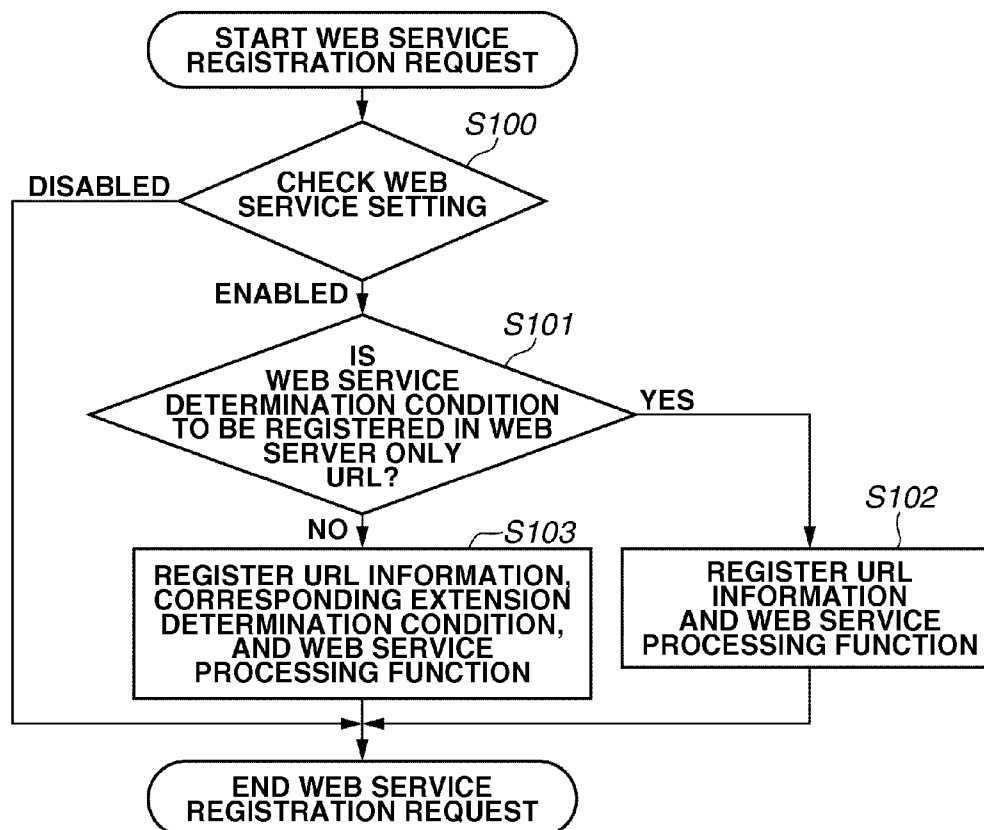 START WEB SERVICE
REGISTRATION REQUEST
S100
DISABLED
CHECK WEB
SERVICE SETTING
ENABLED
S101
IS
WEB SERVICE
DETERMINATION CONDITION
TO BE REGISTERED IN WEB
SERVER ONLY
URL?
YES
NO
S103
S102
REGISTER URL INFORMATION,
CORRESPONDING EXTENSION
DETERMINATION CONDITION,
AND WEB SERVICE
PROCESSING FUNCTION
REGISTER URL
INFORMATION
AND WEB SERVICE
PROCESSING FUNCTION
END WEB SERVICE
REGISTRATION REQUEST